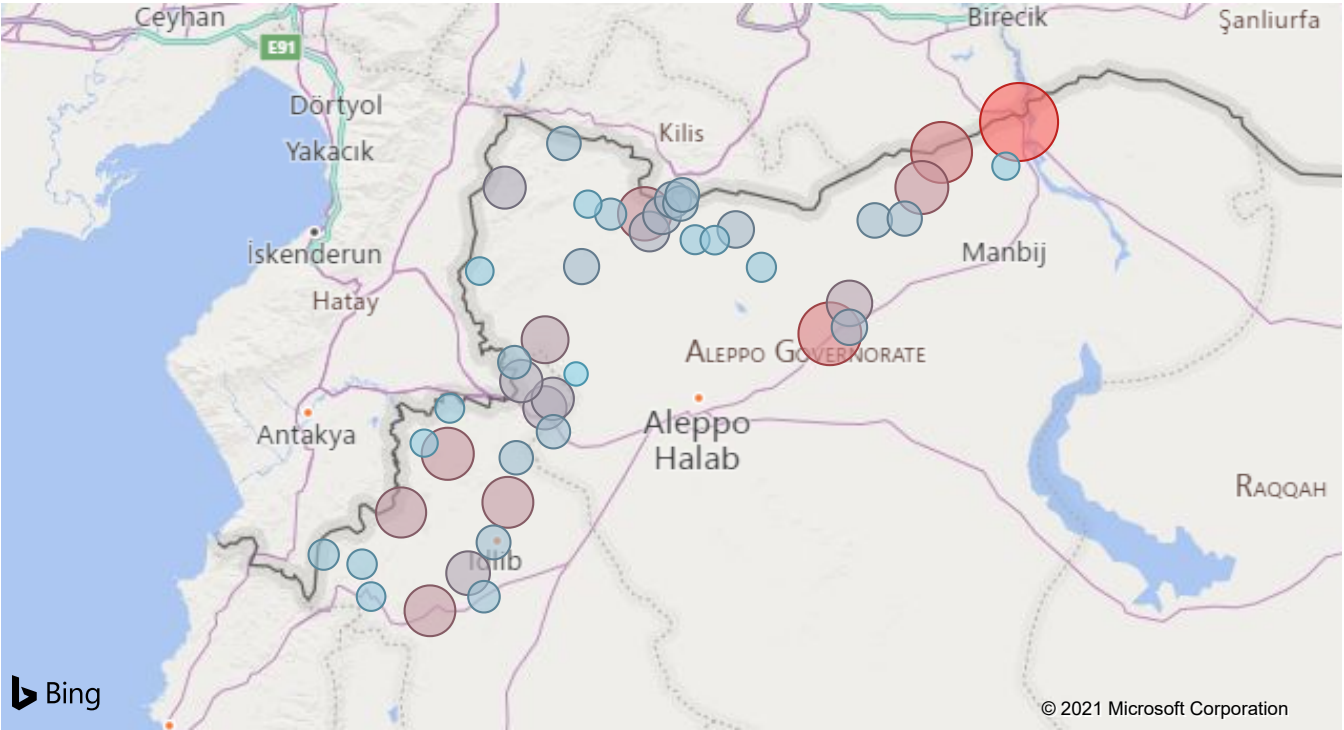 Ceyhan
Birecik
Şanliurfa
E91
Dörtyol
Kilis
Yakacık
İskenderun
Manbij
Hatay
ALEPPO GOVERNORATE
Antakya
Aleppo
Halab
RAQQAH
Idlib
Bing
© 2021 Microsoft Corporation